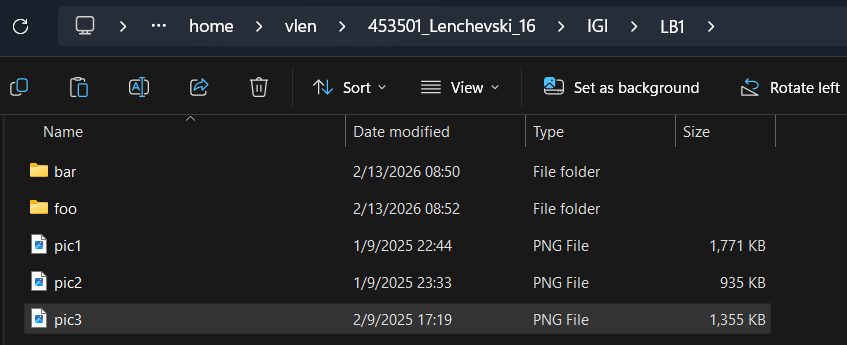 ... home > vlen > 453501_Lenchevski_16 > IGI > LB1 >
Sort View Set as background Rotate left
Name Date modified Type Size
bar 2/13/2026 08:50 File folder
foo 2/13/2026 08:52 File folder
pic1 1/9/2025 22:44 PNG File 1,771 KB
pic2 1/9/2025 23:33 PNG File 935 KB
pic3 2/9/2025 17:19 PNG File 1,355 KB